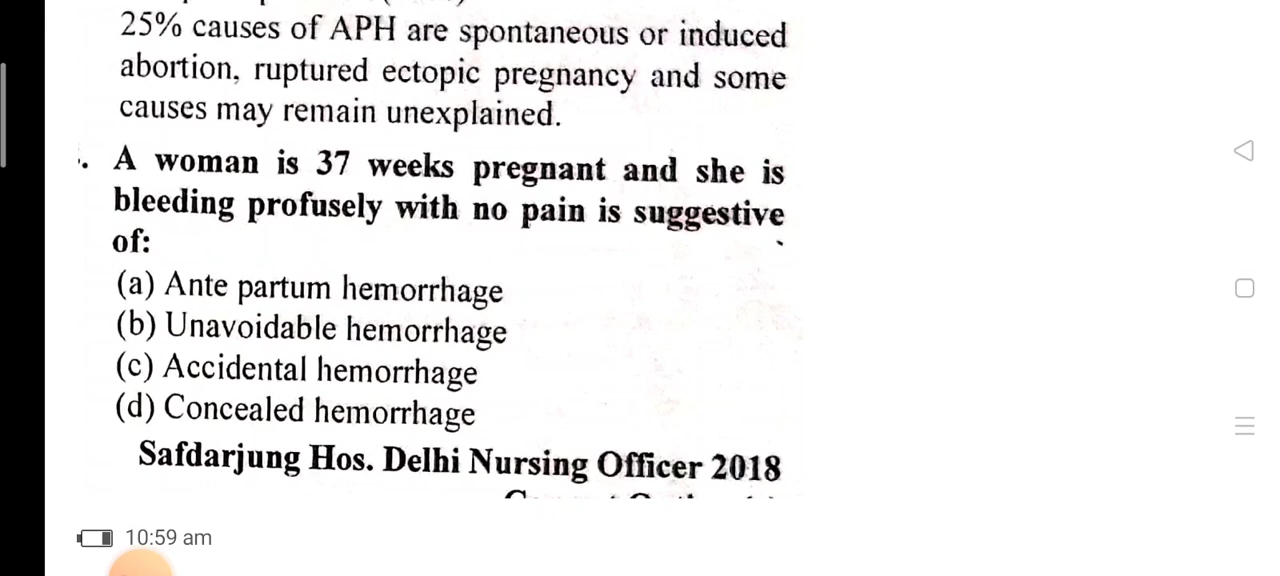 25% causes of APH are spontaneous or induced
abortion, ruptured ectopic pregnancy and some
causes may remain unexplained.
. A woman is 37 weeks pregnant and she is
bleeding profusely with no pain is suggestive
of:
(a) Ante partum hemorrhage
(b) Unavoidable hemorrhage
(c) Accidental hemorrhage
(d) Concealed hemorrhage
Safdarjung Hos. Delhi Nursing Officer 2018
10:59 am